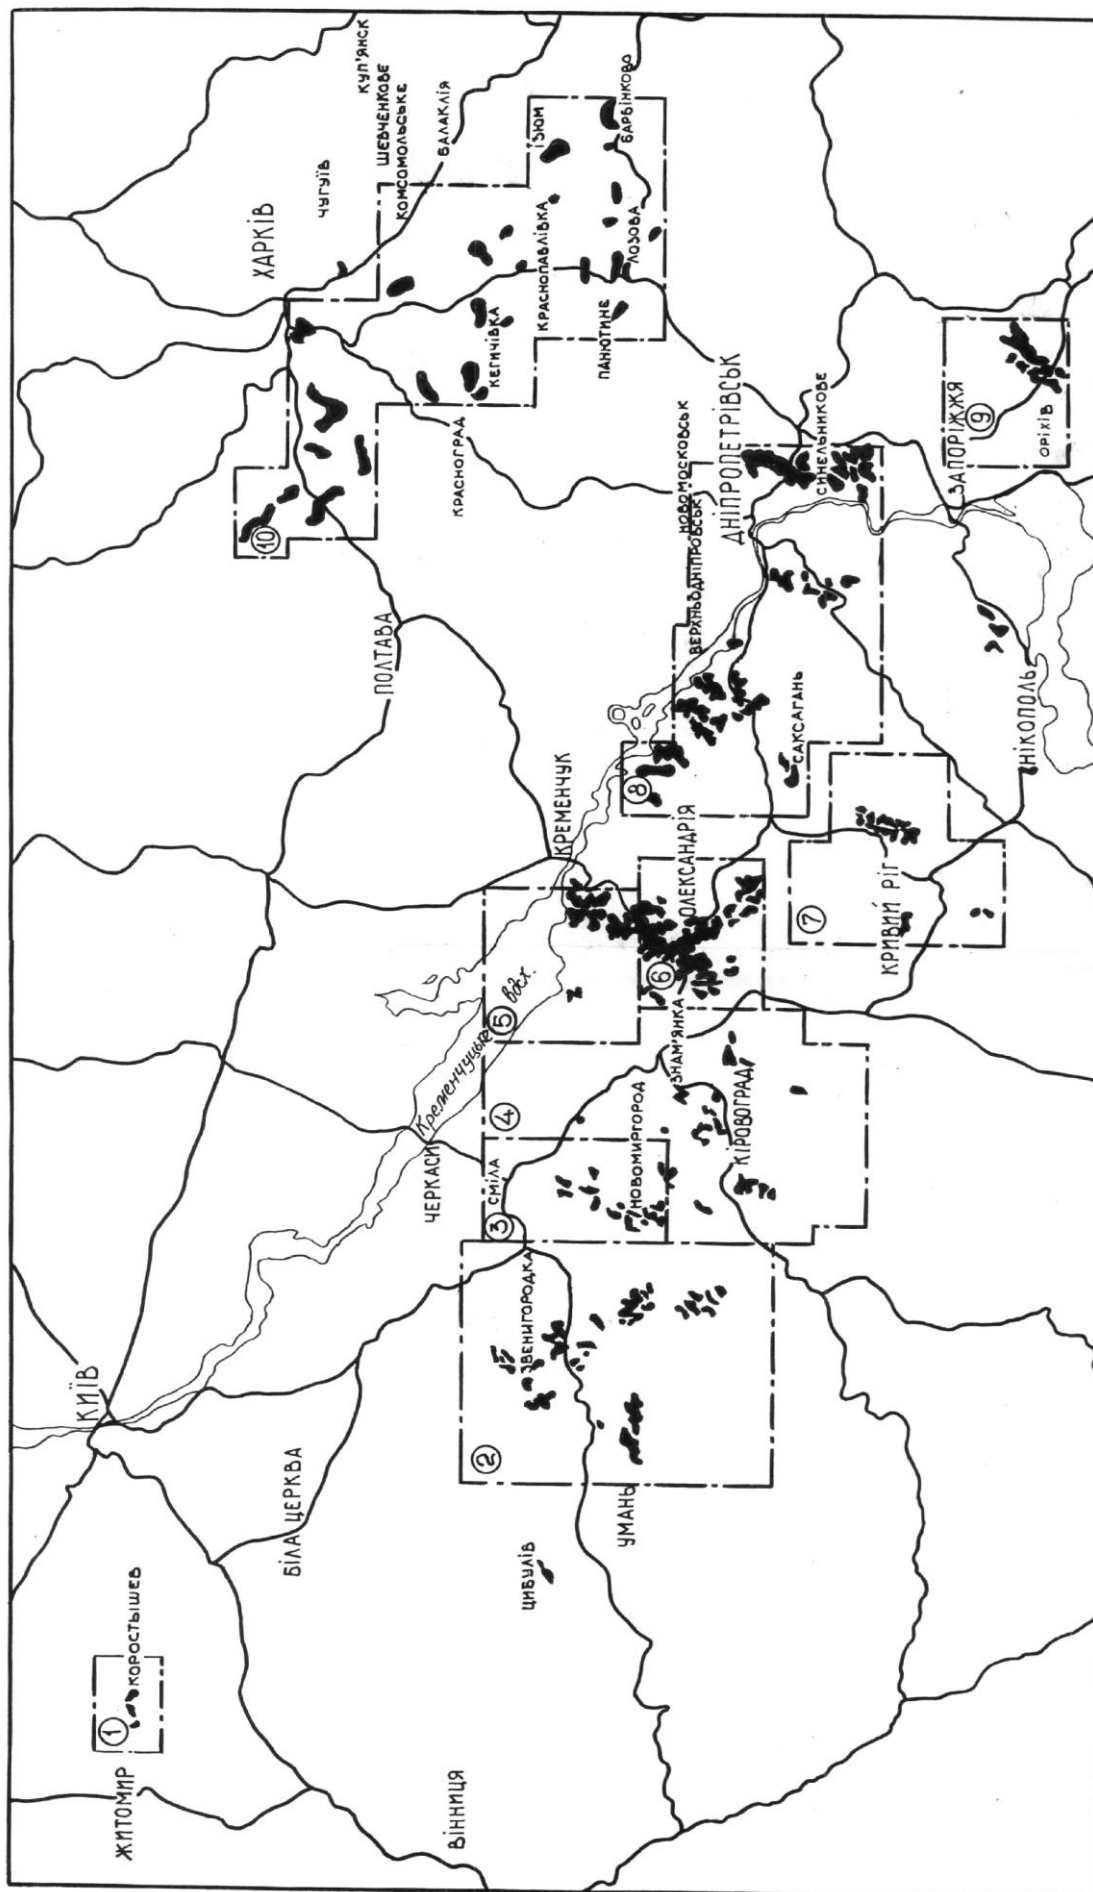 КИЇВ
ЖИТОМИР
①
КОРОСТЫШЕВ
БІЛА ЦЕРКВА
ВІННИЦЯ
ЦИБУЛІВ
УМАНЬ
②
ЗВЕНИГОРОДКА
ЧЕРКАСИ
③
СМІЛА
НОВОМИРГОРОД
④
Кременчуцьке
вдсх.
⑤
ЗНАМ'ЯНКА
КІРОВОГРАД
⑥
ОЛЕКСАНДРІЯ
КРЕМЕНЧУК
ПОЛТАВА
⑦
КРИВИЙ РІГ
⑧
САКСАГАНЬ
НІКОПОЛЬ
ВЕРХНЬОДНІПРОВСЬК
НОВОМОСКОВСЬК
ДНІПРОПЕТРІВСЬК
СИНЕЛЬНИКОВЕ
ЗАПОРІЖЖЯ
⑨
ОРІХІВ
⑩
ХАРКІВ
ЧУГУЇВ
КУП'ЯНСК
ШЕВЧЕНКОВЕ
КОМСОМОЛЬСЬКЕ
БАЛАКЛІЯ
КРАСНОГРАД
КЕГИЧІВКА
КРАСНОПАВЛІВКА
ІЗЮМ
ПАНЮТИНЕ
ЛОЗОВА
БАРВІНКОВО